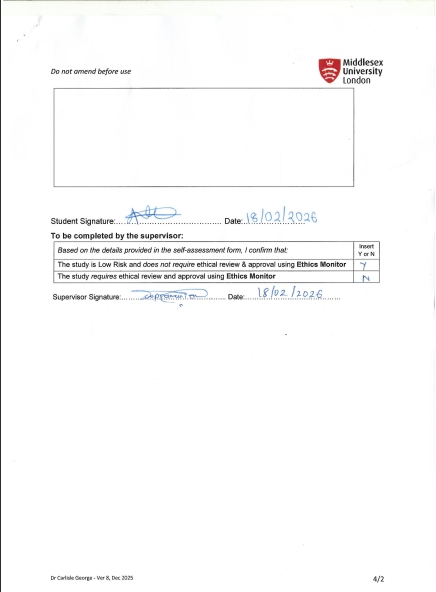 Do not amend before use
Middlesex
University
London
Student Signature:................................ Date:18/02/2026
To be completed by the supervisor:
Based on the details provided in the self-assessment form, I confirm that: Insert Y or N
The study is Low Risk and does not require ethical review & approval using Ethics Monitor Y
The study requires ethical review and approval using Ethics Monitor N
Supervisor Signature:................................ Date: 18/02/2026
Dr Carlisle George - Ver 8, Dec 2025 4/2